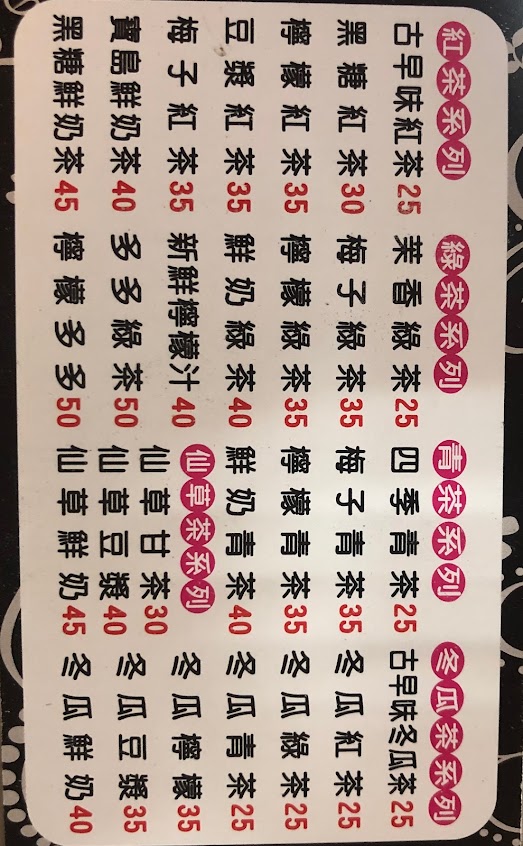 紅茶系列
古早味紅茶25
黑糖紅茶30
檸檬紅茶35
豆漿紅茶35
梅子紅茶35
寶島鮮奶茶40
黑糖鮮奶茶45
綠茶系列
茉香綠茶25
梅子綠茶35
檸檬綠茶35
鮮奶綠茶40
新鮮檸檬汁40
多多綠茶50
檸檬多多50
青茶系列
四季青茶25
梅子青茶35
檸檬青茶35
鮮奶青茶40
仙草茶系列
仙草甘茶30
仙草豆漿40
仙草鮮奶45
冬瓜茶系列
古早味冬瓜茶25
冬瓜紅茶25
冬瓜綠茶25
冬瓜青茶25
冬瓜檸檬35
冬瓜豆漿35
冬瓜鮮奶40